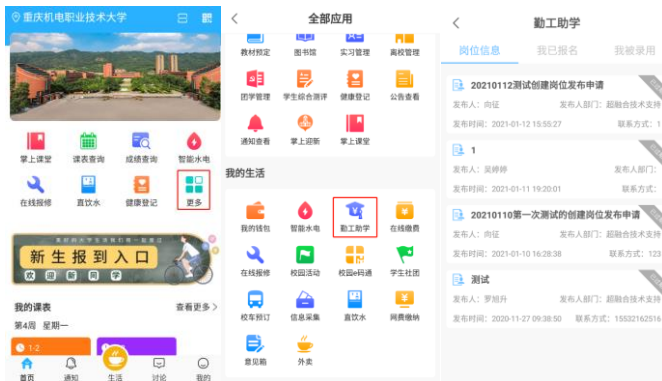 重庆机电职业技术大学
掌上课堂 课表查询 成绩查询 智能水电
在线报修 直饮水 健康登记 更多
新生报到入口
欢迎新同学
我的课表 查看更多
第4周 星期一
1-2
首页 通知 生活 讨论 我的
全部应用
教材预定 图书馆 实习管理 离校管理
团学管理 学生综合测评 健康登记 公告查看
通知查看 掌上迎新 掌上课堂
我的生活
我的钱包 智能水电 勤工助学 在线缴费
在线报修 校园活动 校园e码通 学生社团
校车预订 信息采集 直饮水 网费缴纳
意见箱 外卖
勤工助学
岗位信息 我已报名 我被录用
20210112测试创建岗位发布申请
发布人：向征 发布人部门：超融合技术支持
发布时间：2021-01-12 15:55:27 联系方式：1
1
发布人：吴婷婷 发布人部门：
发布时间：2021-01-11 19:20:01 联系方式：
20210110第一次测试的创建岗位发布申请
发布人：向征 发布人部门：超融合技术支持
发布时间：2021-01-10 16:28:38 联系方式：123
测试
发布人：罗旭升 发布人部门：超融合技术支持
发布时间：2020-11-27 09:38:50 联系方式：15532162516